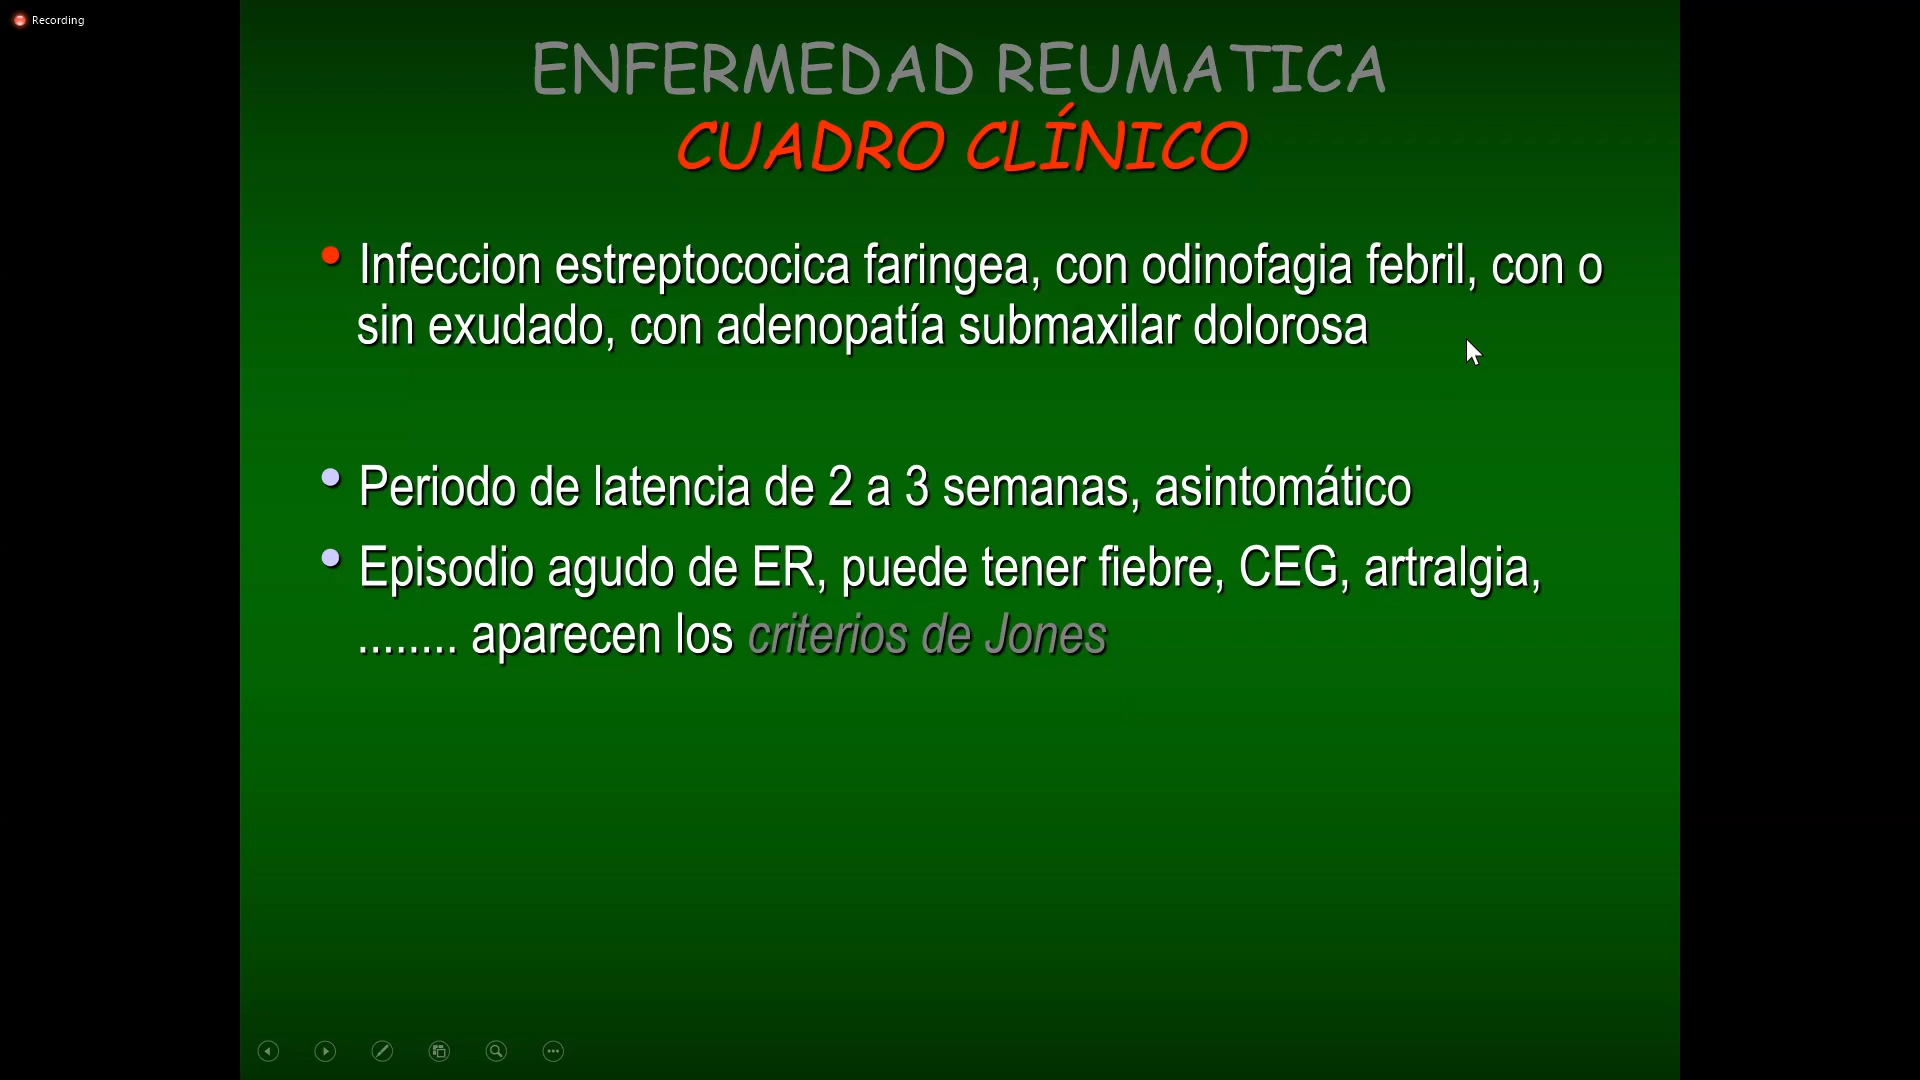 Recording
ENFERMEDAD REUMATICA
CUADRO CLÍNICO
• Infeccion estreptococica faringea, con odinofagia febril, con o
sin exudado, con adenopatía submaxilar dolorosa
• Periodo de latencia de 2 a 3 semanas, asintomático
• Episodio agudo de ER, puede tener fiebre, CEG, artralgia,
........ aparecen los criterios de Jones